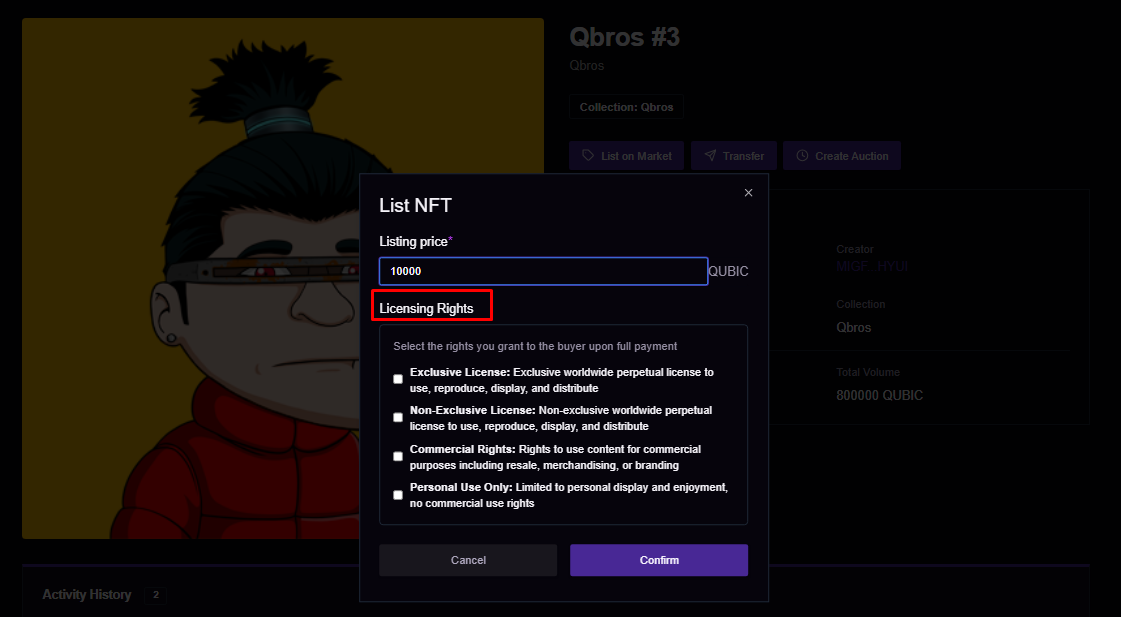 Qbros #3
Qbros
Collection: Qbros
List on Market
Transfer
Create Auction
List NFT
Listing price*
10000
QUBIC
Licensing Rights
Select the rights you grant to the buyer upon full payment
Exclusive License: Exclusive worldwide perpetual license to
use, reproduce, display, and distribute
Non-Exclusive License: Non-exclusive worldwide perpetual
license to use, reproduce, display, and distribute
Commercial Rights: Rights to use content for commercial
purposes including resale, merchandising, or branding
Personal Use Only: Limited to personal display and enjoyment,
no commercial use rights
Cancel
Confirm
Creator
MIGE...HYUI
Collection
Qbros
Total Volume
800000 QUBIC
Activity History
2